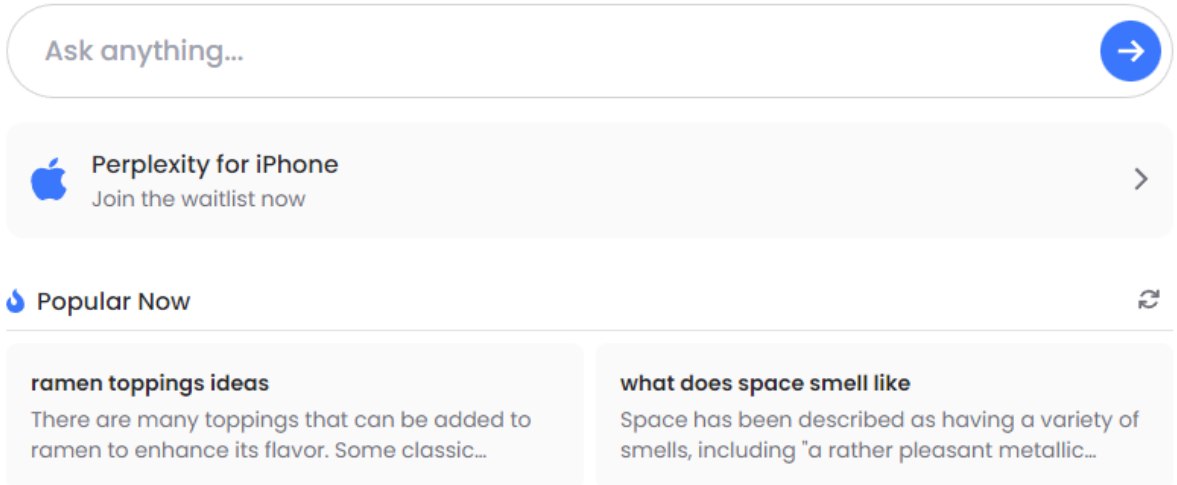 Ask anything...
Perplexity for iPhone
Join the waitlist now
Popular Now
ramen toppings ideas
There are many toppings that can be added to
ramen to enhance its flavor. Some classic...
what does space smell like
Space has been described as having a variety of
smells, including "a rather pleasant metallic...